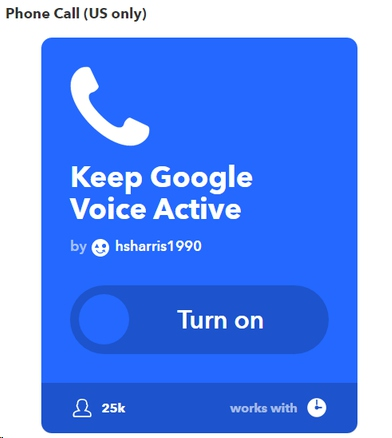 Phone Call (US only)
Keep Google
Voice Active
by hsharris1990
Turn on
25k works with